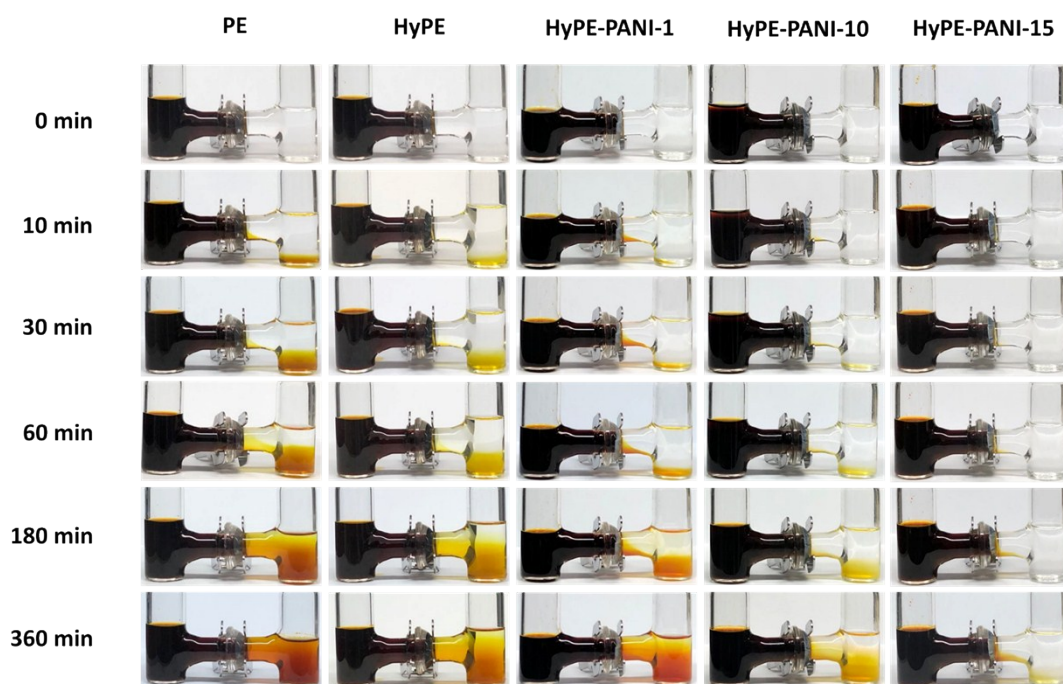 PE HyPE HyPE-PANI-1 HyPE-PANI-10 HyPE-PANI-15
0 min
10 min
30 min
60 min
180 min
360 min